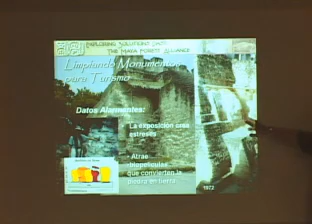 EXPLORING SOLUTIONS PAST
THE MAYA FOREST ALLIANCE
Limpiando Monumentos
para Turismo
Datos Alarmantes:
• La exposición crea
estreses
• Atrae
biopelículas
que convierten la
piedra en tierra
1972